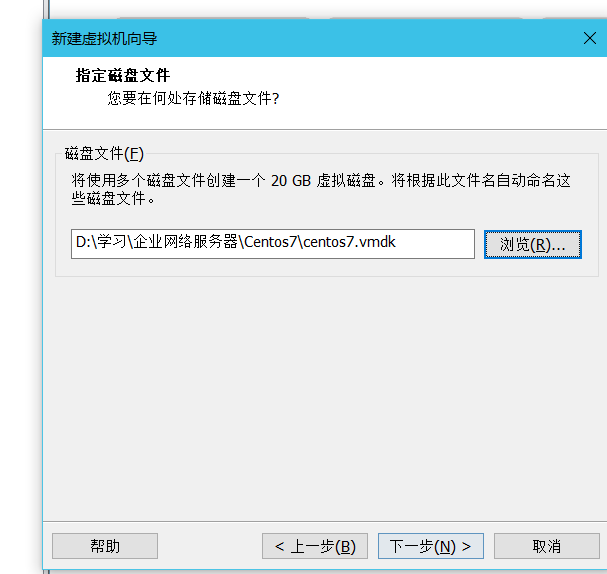 新建虚拟机向导
指定磁盘文件
您要在何处存储磁盘文件?
磁盘文件(F)
将使用多个磁盘文件创建一个 20 GB 虚拟磁盘。将根据此文件名自动命名这
些磁盘文件。
D:\学习\企业网络服务器\Centos7\centos7.vmdk
浏览(R)...
帮助
< 上一步(B)
下一步(N) >
取消